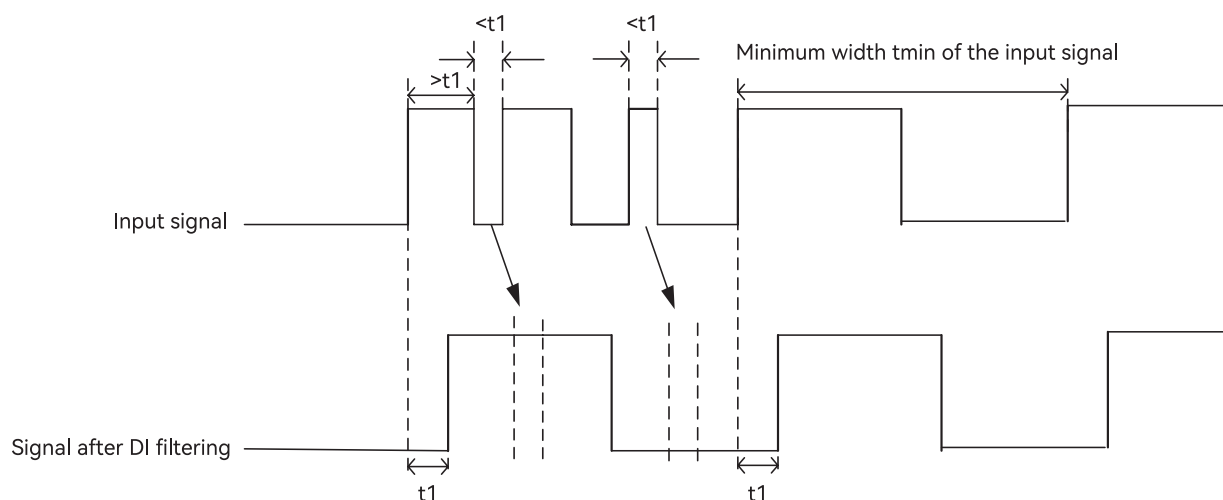 <t1
<t1
Minimum width tmin of the input signal
>t1
Input signal
Signal after DI filtering
t1
t1